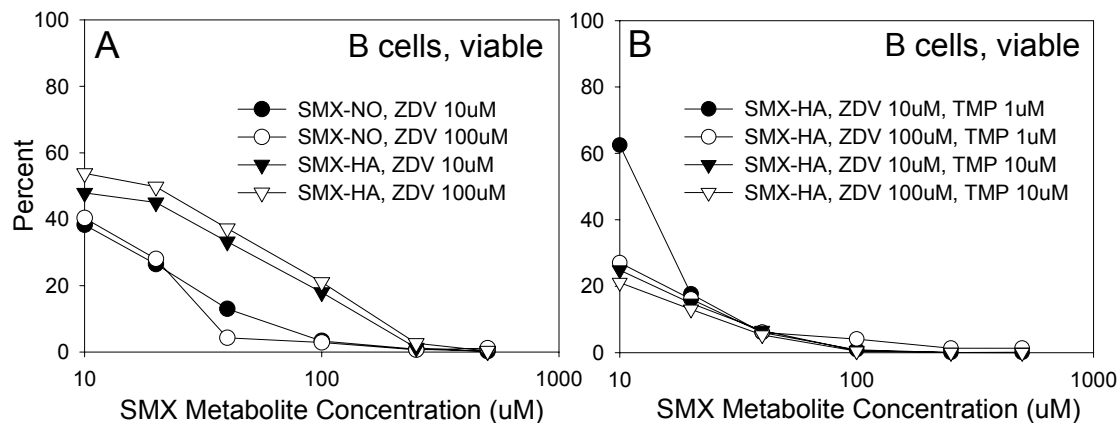 A
B cells, viable
SMX-NO, ZDV 10uM
SMX-NO, ZDV 100uM
SMX-HA, ZDV 10uM
SMX-HA, ZDV 100uM
Percent
100
80
60
40
20
0
10
100
1000
SMX Metabolite Concentration (uM)
B
B cells, viable
SMX-HA, ZDV 10uM, TMP 1uM
SMX-HA, ZDV 100uM, TMP 1uM
SMX-HA, ZDV 10uM, TMP 10uM
SMX-HA, ZDV 100uM, TMP 10uM
100
80
60
40
20
0
10
100
1000
SMX Metabolite Concentration (uM)